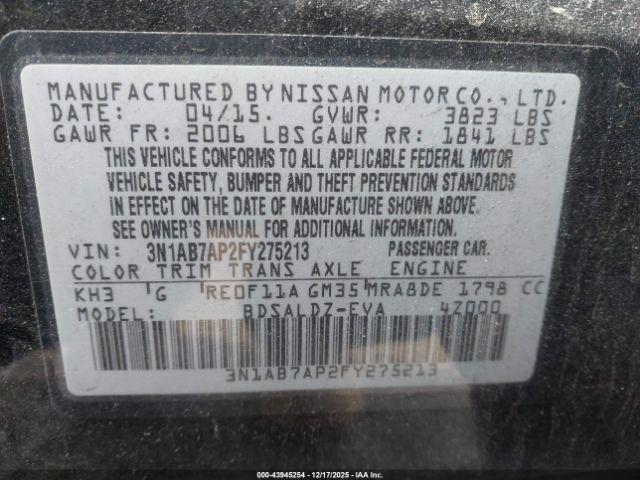 MANUFACTURED BY NISSAN MOTOR CO., LTD.
DATE: 04/15. GVWR: 3823 LBS
GAWR FR: 2006 LBS GAWR RR: 1841 LBS
THIS VEHICLE CONFORMS TO ALL APPLICABLE FEDERAL MOTOR
VEHICLE SAFETY, BUMPER AND THEFT PREVENTION STANDARDS
IN EFFECT ON THE DATE OF MANUFACTURE SHOWN ABOVE.
SEE OWNER'S MANUAL FOR ADDITIONAL INFORMATION.
VIN: 3N1AB7AP2FY275213 PASSENGER CAR.
COLOR TRIM TRANS AXLE ENGINE
KH3 G RE0F11A GM35 MRA8DE 1798 CC
MODEL: BDSALDZ-EVA 4Z000
3N1AB7AP2FY275213
000-43945254 | 12/17/2025 - Copart, IAA